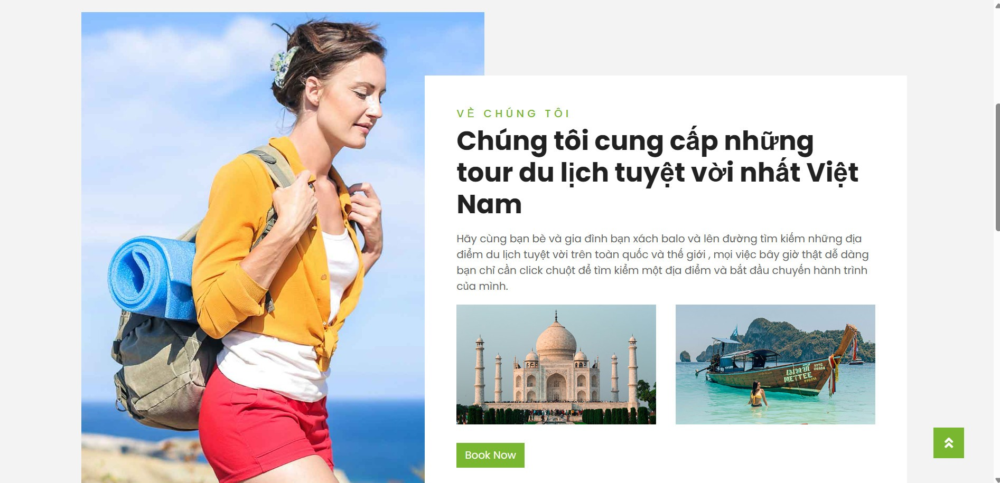 VỀ CHÚNG TÔI
Chúng tôi cung cấp những
tour du lịch tuyệt vời nhất Việt
Nam
Hãy cùng bạn bè và gia đình bạn xách balo và lên đường tìm kiếm những địa
điểm du lịch tuyệt vời trên toàn quốc và thế giới , mọi việc bây giờ thật dễ dàng
bạn chỉ cần click chuột để tìm kiểm một địa điểm và bắt đầu chuyến hành trình
của mình.
METTEE
Book Now